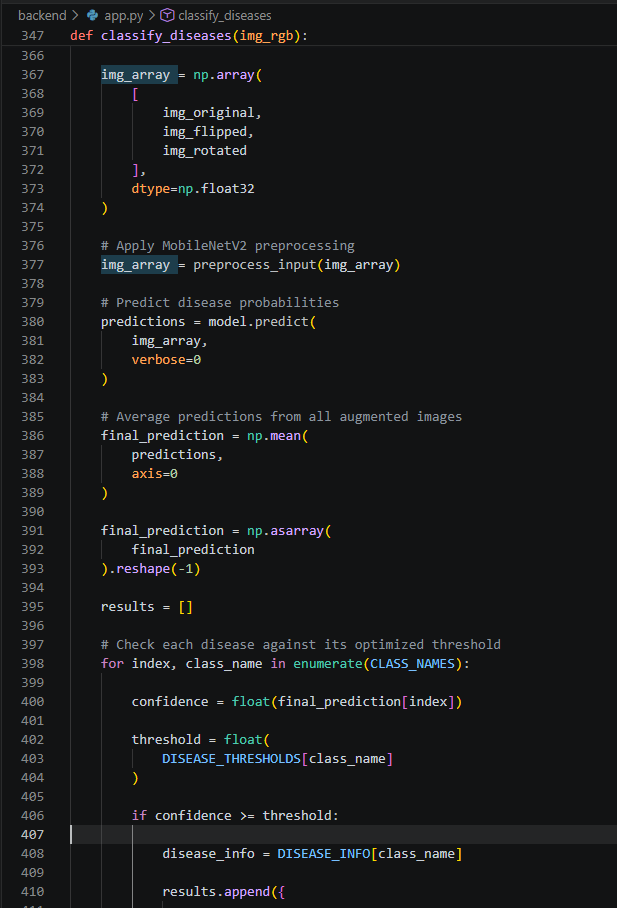 backend > app.py > classify_diseases
347 def classify_diseases(img_rgb):
366
367     img_array = np.array(
368         [
369             img_original,
370             img_flipped,
371             img_rotated
372         ],
373         dtype=np.float32
374     )
375
376     # Apply MobileNetV2 preprocessing
377     img_array = preprocess_input(img_array)
378
379     # Predict disease probabilities
380     predictions = model.predict(
381         img_array,
382         verbose=0
383     )
384
385     # Average predictions from all augmented images
386     final_prediction = np.mean(
387         predictions,
388         axis=0
389     )
390
391     final_prediction = np.asarray(
392         final_prediction
393     ).reshape(-1)
394
395     results = []
396
397     # Check each disease against its optimized threshold
398     for index, class_name in enumerate(CLASS_NAMES):
399
400         confidence = float(final_prediction[index])
401
402         threshold = float(
403             DISEASE_THRESHOLDS[class_name]
404         )
405
406         if confidence >= threshold:
407
408             disease_info = DISEASE_INFO[class_name]
409
410             results.append({